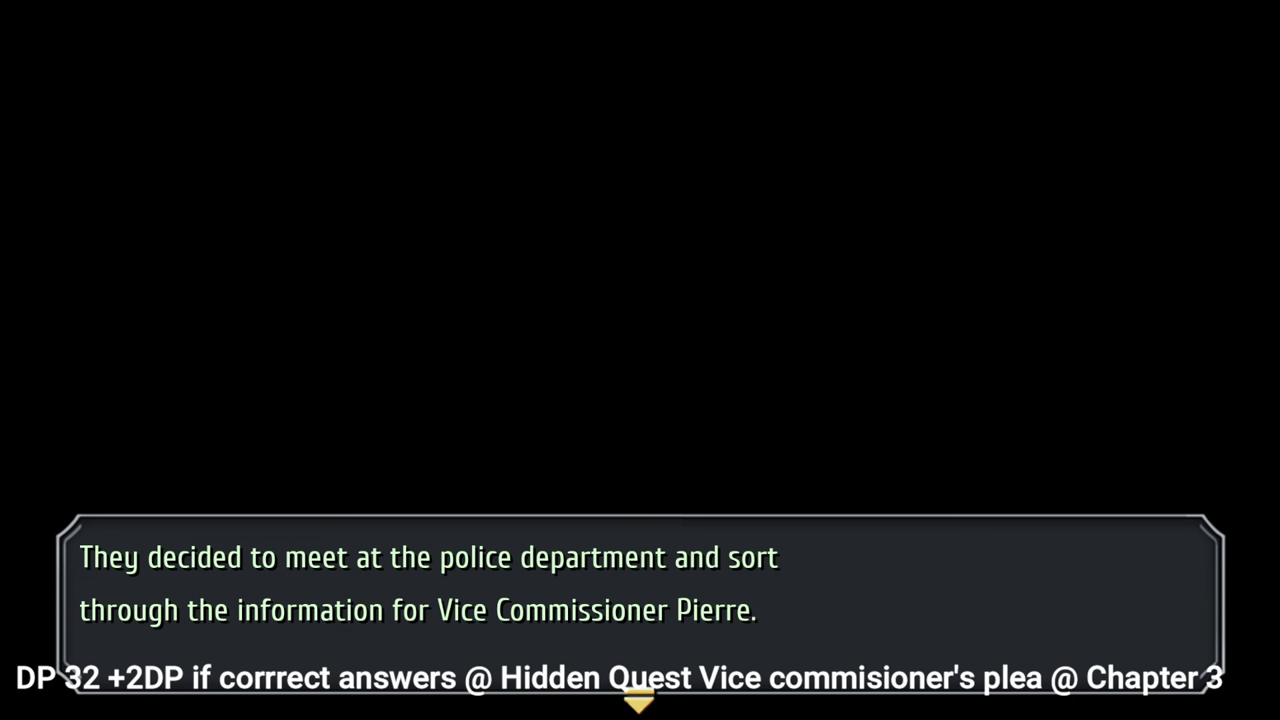 They decided to meet at the police department and sort
through the information for Vice Commissioner Pierre.
DP 32 +2DP if corrrect answers @ Hidden Quest Vice commisioner's plea @ Chapter 3